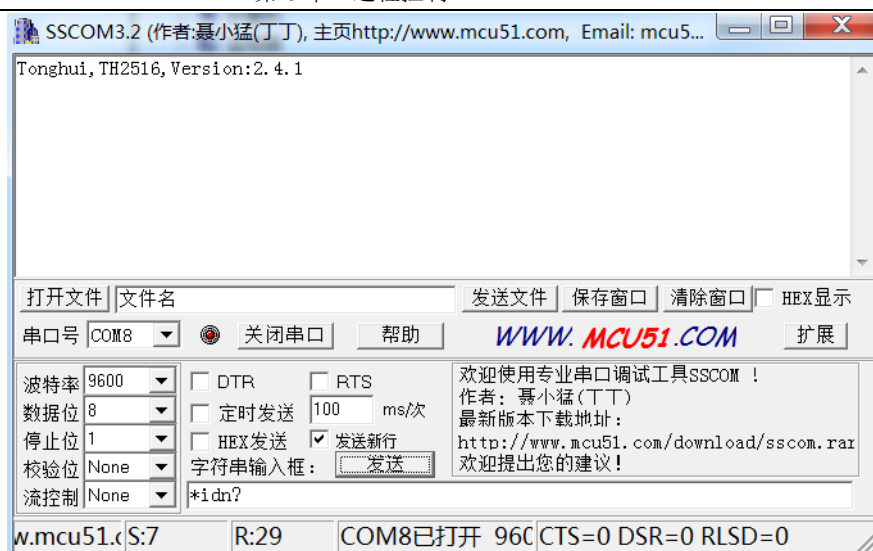 SSCOM3.2 (作者:聂小猛(丁丁), 主页http://www.mcu51.com, Email: mcu5...
Tonghui,TH2516,Version:2.4.1
打开文件 文件名 发送文件 保存窗口 清除窗口 HEX显示
串口号 COM8 关闭串口 帮助 WWW.MCU51.COM 扩展
波特率 9600 DTR RTS
数据位 8 定时发送 100 ms/次
停止位 1 HEX发送 发送新行
校验位 None 字符串输入框: 发送
流控制 None *idn?
欢迎使用专业串口调试工具SSCOM !
作者: 聂小猛(丁丁)
最新版本下载地址:
http://www.mcu51.com/download/sscom.rar
欢迎提出您的建议!
w.mcu51.c S:7 R:29 COM8已打开 960 CTS=0 DSR=0 RLSD=0